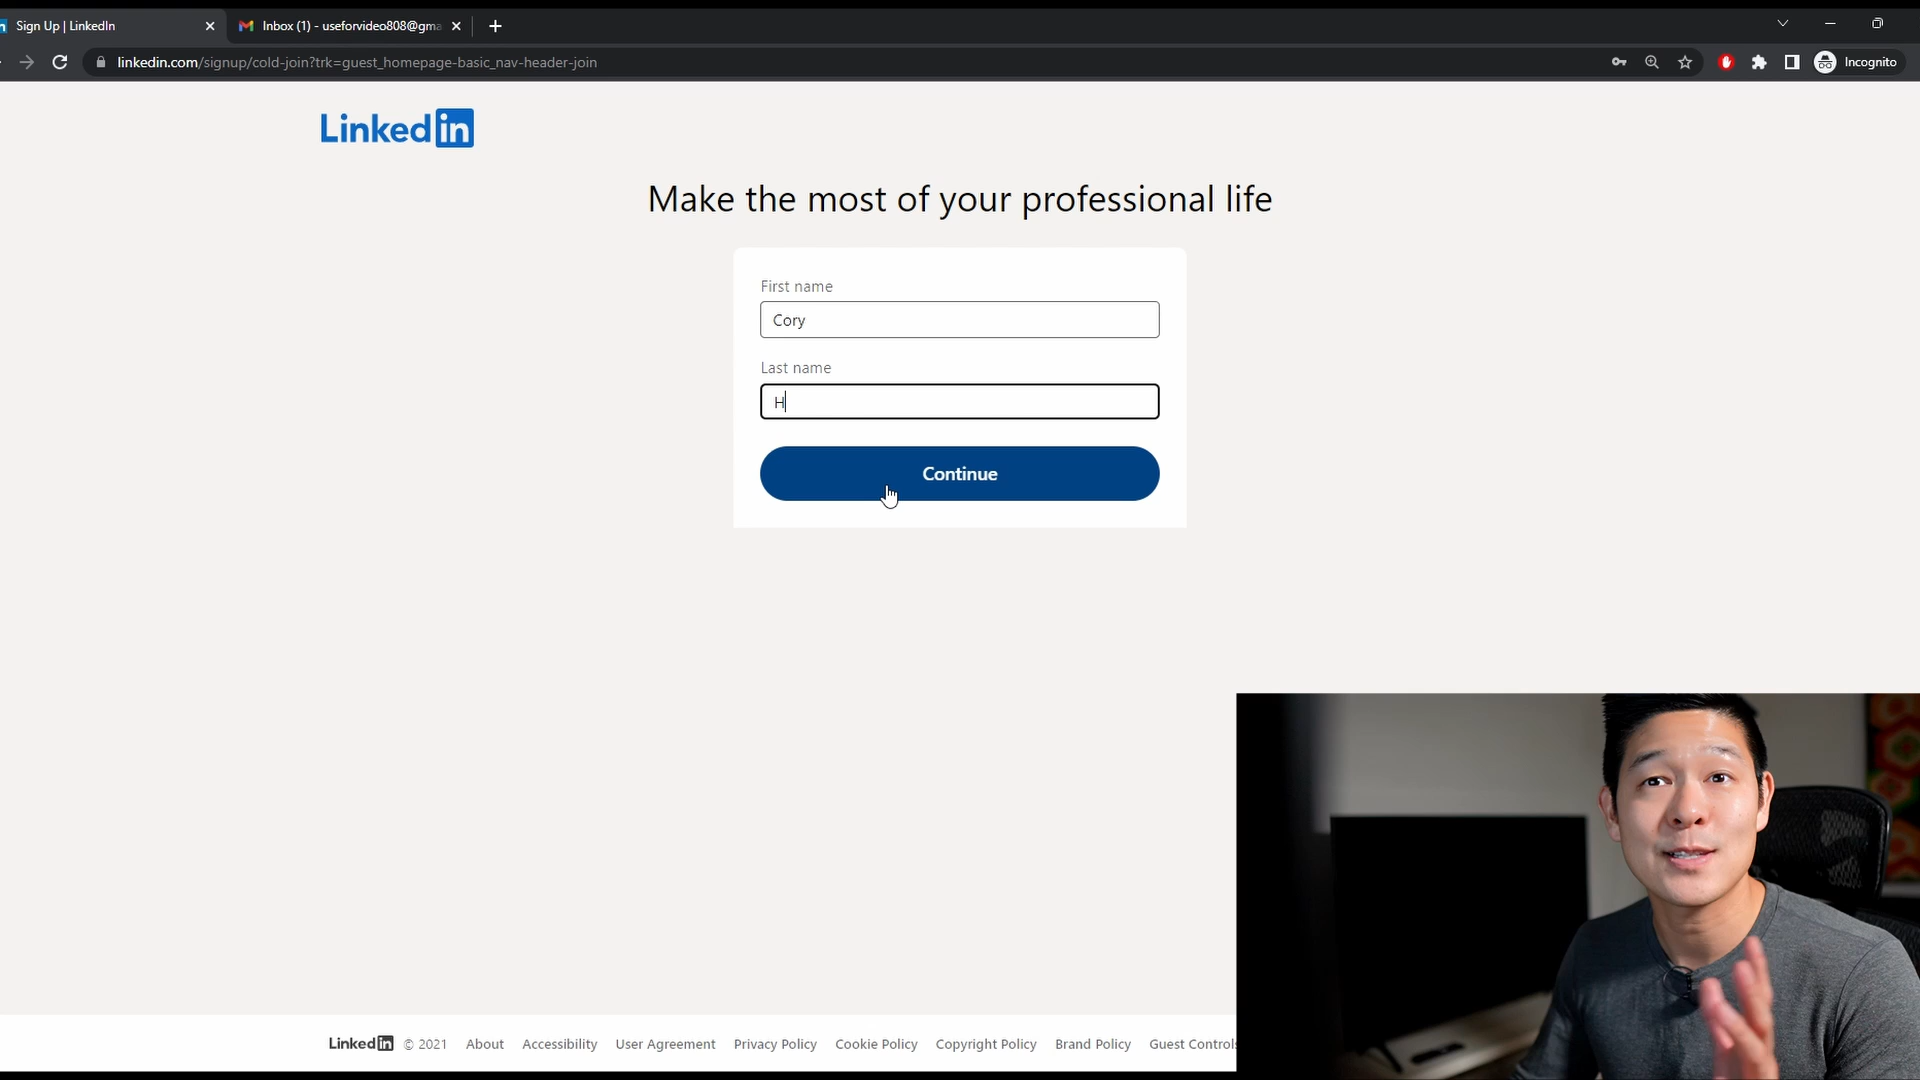 Sign Up | LinkedIn
Inbox (1) - useforvideo808@gma
linkedin.com/signup/cold-join?trk=guest_homepage-basic_nav-header-join
Incognito
LinkedIn
Make the most of your professional life
First name
Cory
Last name
H
Continue
LinkedIn © 2021 About Accessibility User Agreement Privacy Policy Cookie Policy Copyright Policy Brand Policy Guest Controls